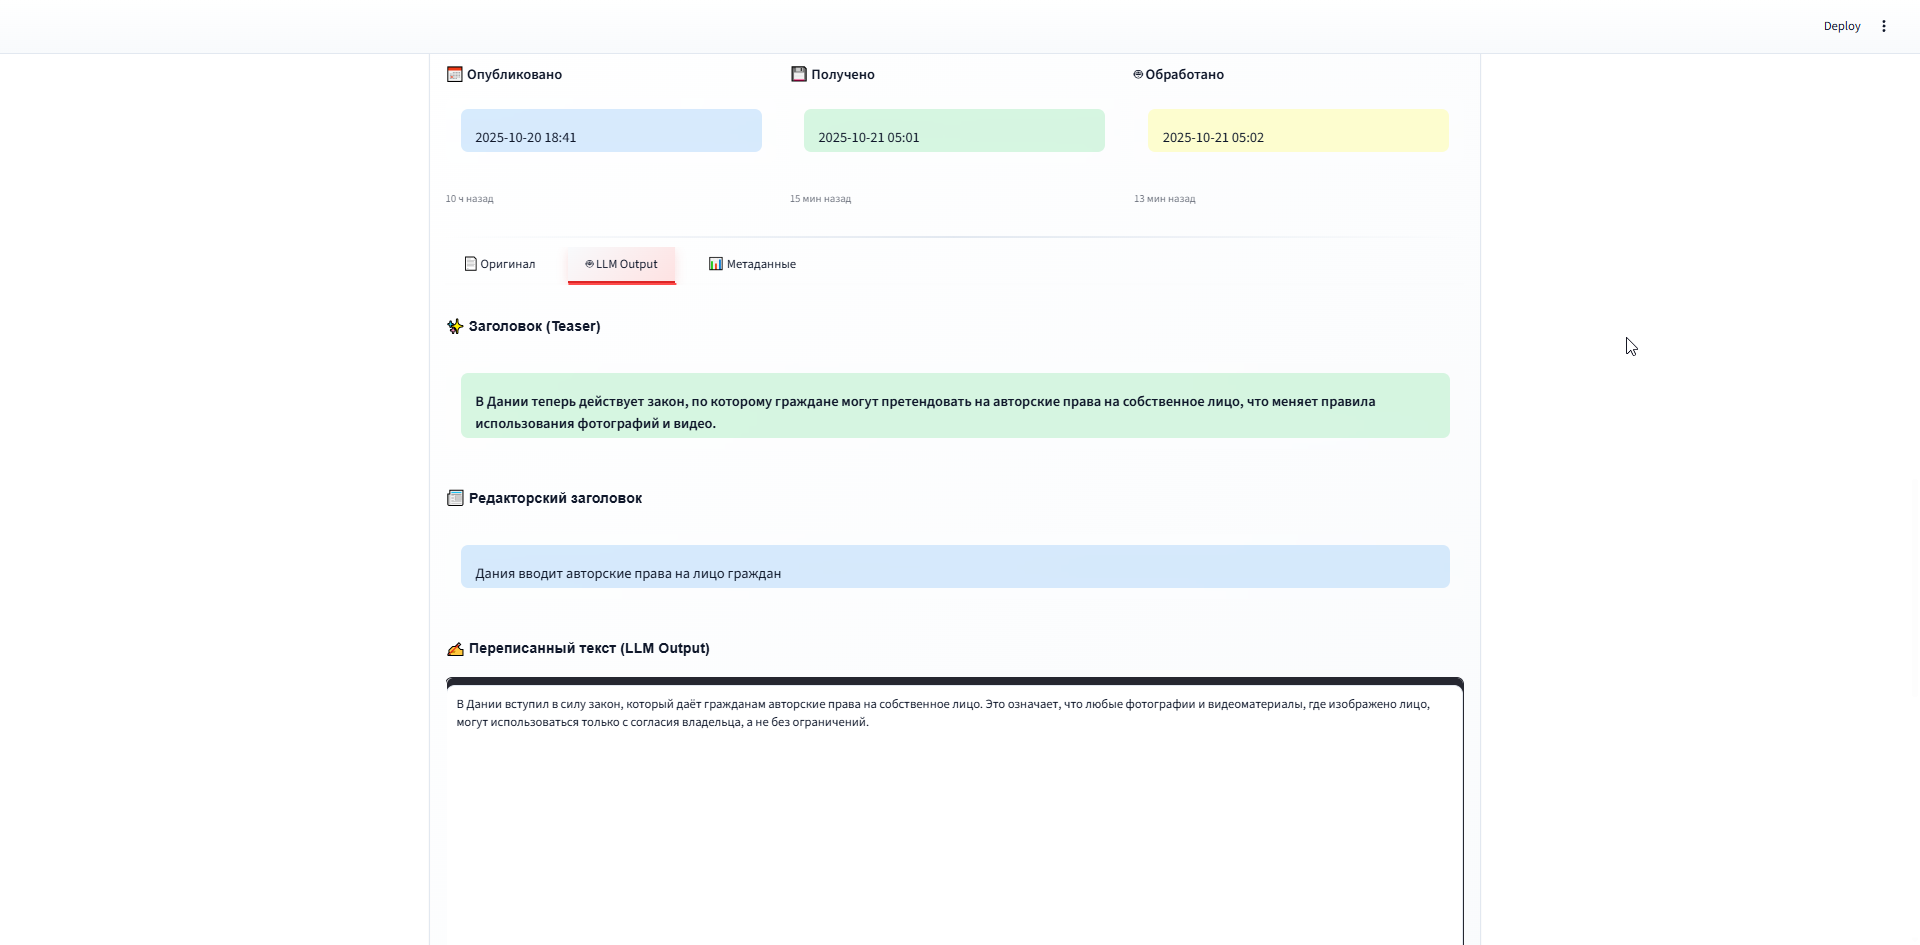 Deploy
Опубликовано
Получено
Обработано
2025-10-20 18:41
2025-10-21 05:01
2025-10-21 05:02
10 ч назад
15 мин назад
13 мин назад
Оригинал
LLM Output
Метаданные
Заголовок (Teaser)
В Дании теперь действует закон, по которому граждане могут претендовать на авторские права на собственное лицо, что меняет правила
использования фотографий и видео.
Редакторский заголовок
Дания вводит авторские права на лицо граждан
Переписанный текст (LLM Output)
В Дании вступил в силу закон, который даёт гражданам авторские права на собственное лицо. Это означает, что любые фотографии и видеоматериалы, где изображено лицо,
могут использоваться только с согласия владельца, а не без ограничений.